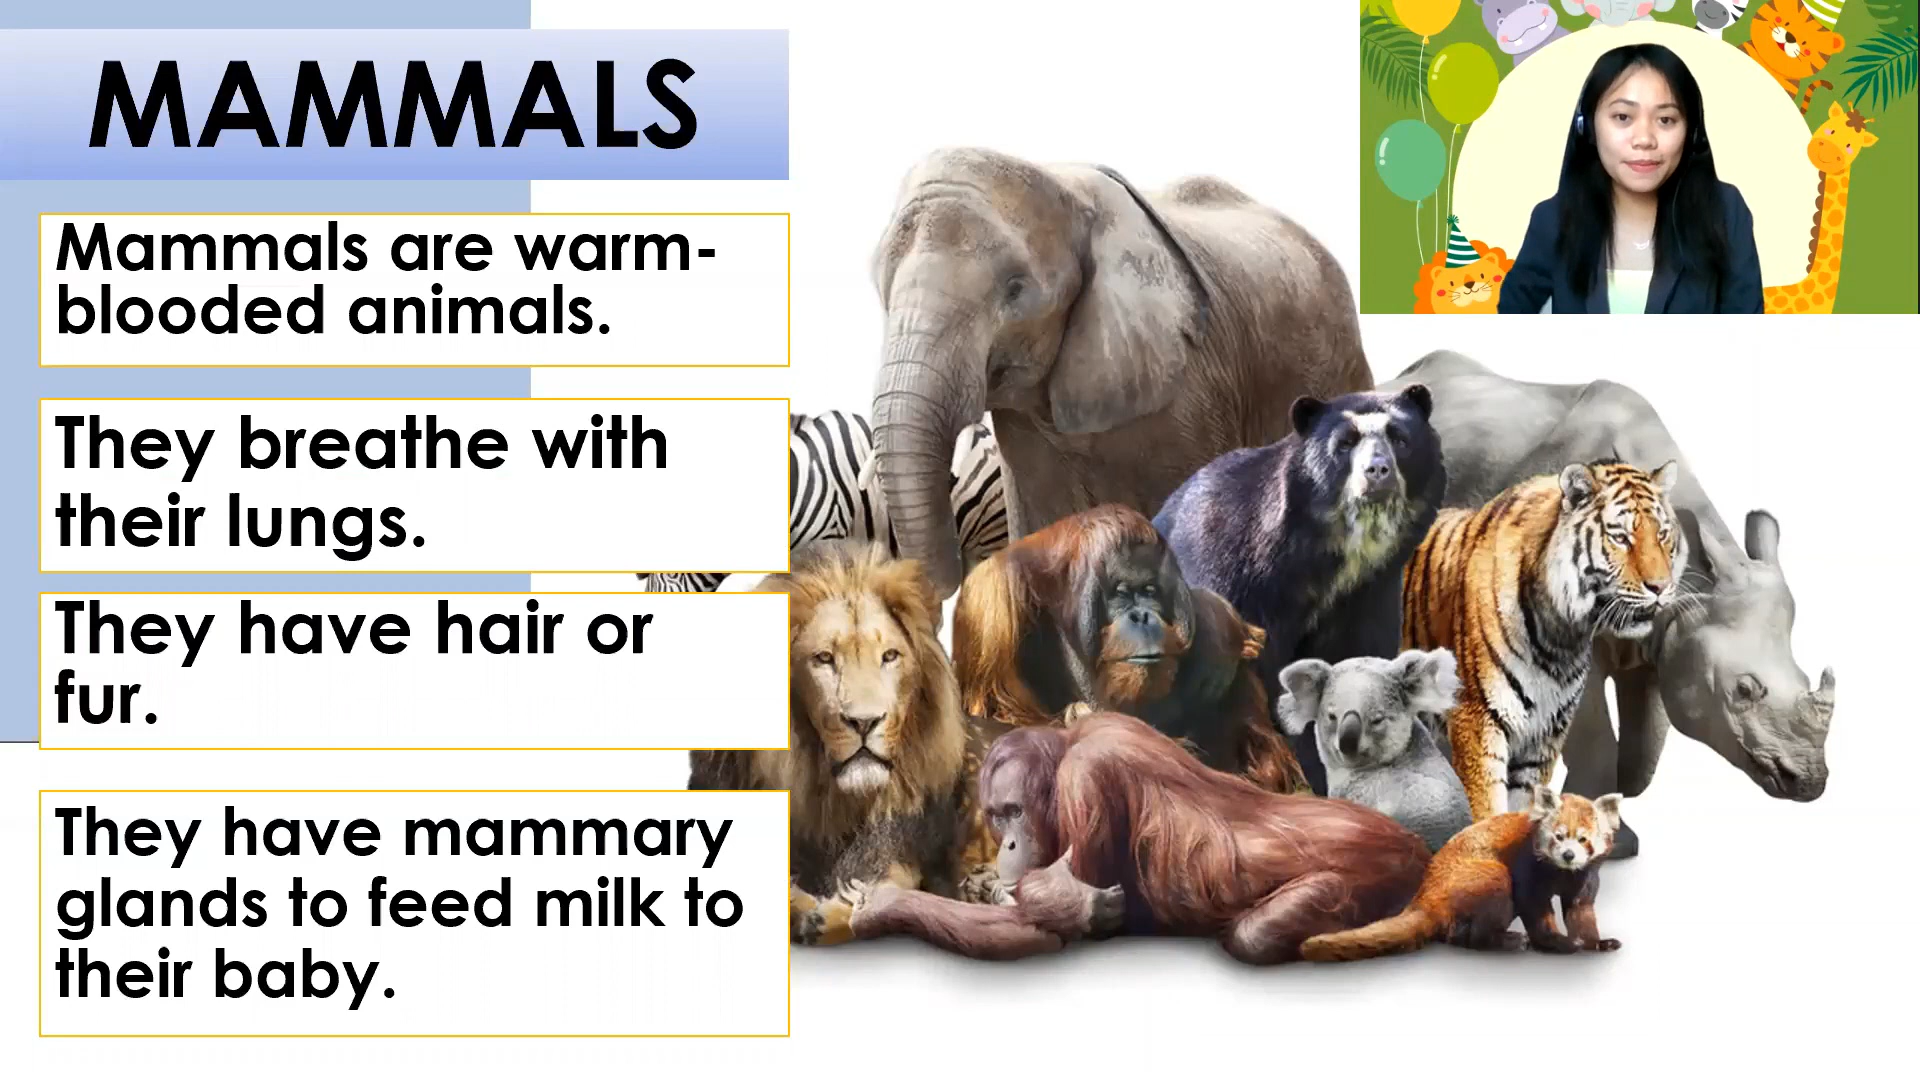 MAMMALS
Mammals are warm-
blooded animals.
They breathe with
their lungs.
They have hair or
fur.
They have mammary
glands to feed milk to
their baby.